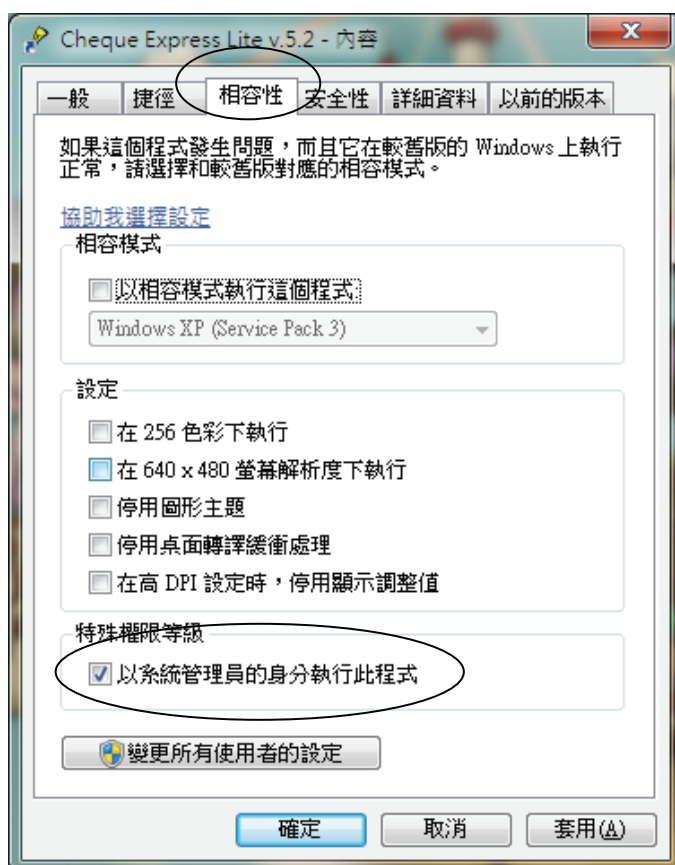 Cheque Express Lite v.5.2 - 內容
一般 捷徑 相容性 安全性 詳細資料 以前的版本
如果這個程式發生問題，而且它在較舊版的 Windows 上執行
正常，請選擇和較舊版對應的相容模式。
協助我選擇設定
相容模式
以相容模式執行這個程式:
Windows XP (Service Pack 3)
設定
在 256 色彩下執行
在 640 x 480 螢幕解析度下執行
停用圖形主題
停用桌面轉譯緩衝處理
在高 DPI 設定時，停用顯示調整值
特殊權限等級
以系統管理員的身分執行此程式
變更所有使用者的設定
確定 取消 套用(A)